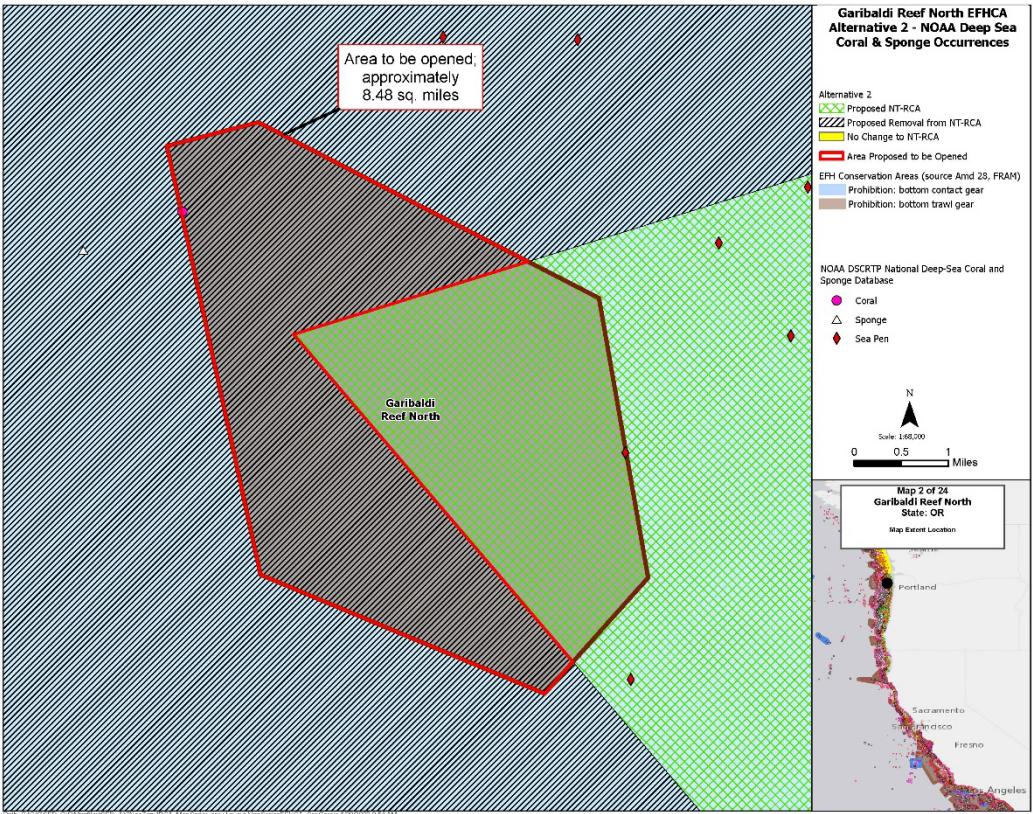 Area to be opened;
approximately
8.48 sq. miles
Garibaldi
Reef North
Garibaldi Reef North EFHCA
Alternative 2 - NOAA Deep Sea
Coral & Sponge Occurrences
Alternative 2
Proposed NT-RCA
Proposed Removal from NT-RCA
No Change to NT-RCA
Area Proposed to be Opened
EFH Conservation Areas (source Amd 28, FRAM)
Prohibition: bottom contact gear
Prohibition: bottom trawl gear
NOAA DSCRTP National Deep-Sea Coral and
Sponge Database
Coral
Sponge
Sea Pen
N
Scale: 1:68,000
0 0.5 1
Miles
Map 2 of 24
Garibaldi Reef North
State: OR
Map Extent Location
Portland
Sacramento
San Francisco
Fresno
Los Angeles